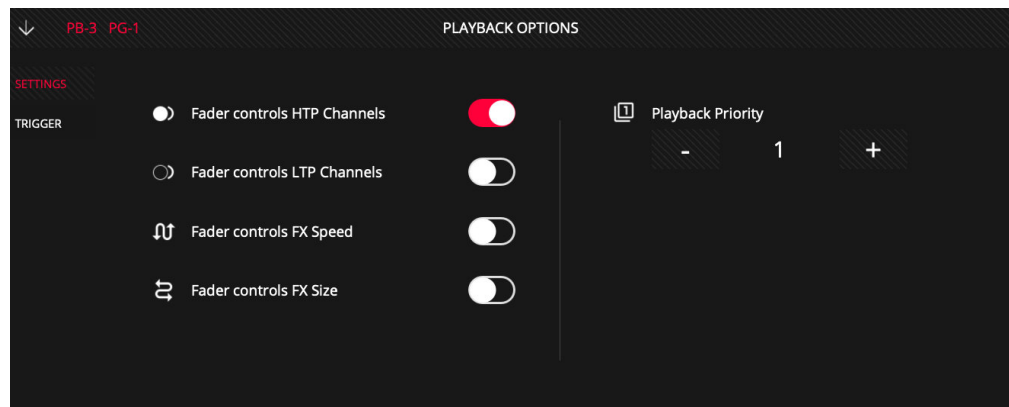 PB-3 PG-1
PLAYBACK OPTIONS
SETTINGS
TRIGGER
Fader controls HTP Channels
Fader controls LTP Channels
Fader controls FX Speed
Fader controls FX Size
1
Playback Priority
- 1 +